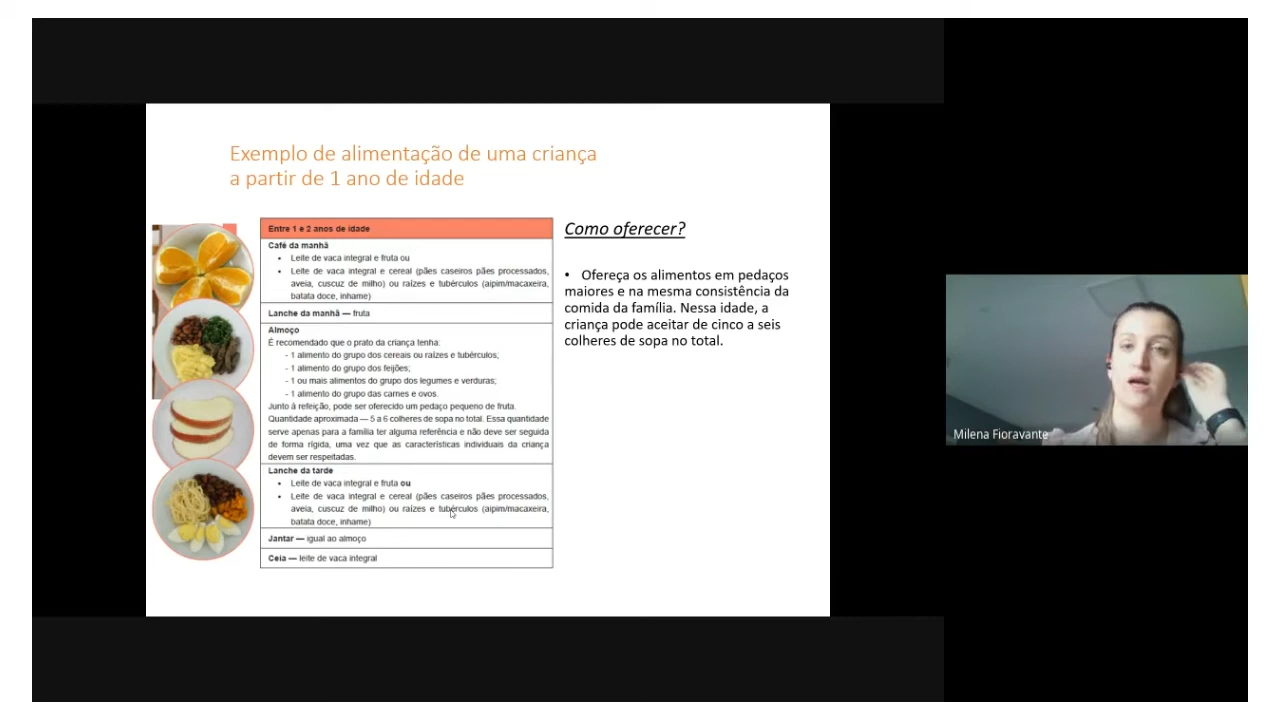 Exemplo de alimentação de uma criança
a partir de 1 ano de idade
Entre 1 e 2 anos de idade
Café da manhã
• Leite de vaca integral e fruta ou
• Leite de vaca integral e cereal (pães caseiros pães processados,
aveia, cuscuz de milho) ou raízes e tubérculos (aipim/macaxeira,
batata doce, inhame)
Lanche da manhã — fruta
Almoço
É recomendado que o prato da criança tenha:
- 1 alimento do grupo dos cereais ou raízes e tubérculos;
- 1 alimento do grupo dos feijões;
- 1 ou mais alimentos do grupo dos legumes e verduras;
- 1 alimento do grupo das carnes e ovos.
Junto à refeição, pode ser oferecido um pedaço pequeno de fruta.
Quantidade aproximada — 5 a 6 colheres de sopa no total. Essa quantidade
serve apenas para a família ter alguma referência e não deve ser seguida
de forma rígida, uma vez que as características individuais da criança
devem ser respeitadas.
Lanche da tarde
• Leite de vaca integral e fruta ou
• Leite de vaca integral e cereal (pães caseiros pães processados,
aveia, cuscuz de milho) ou raízes e tubérculos (aipim/macaxeira,
batata doce, inhame)
Jantar — igual ao almoço
Ceia — leite de vaca integral
Como oferecer?
• Ofereça os alimentos em pedaços
maiores e na mesma consistência da
comida da família. Nessa idade, a
criança pode aceitar de cinco a seis
colheres de sopa no total.
Milena Fioravante